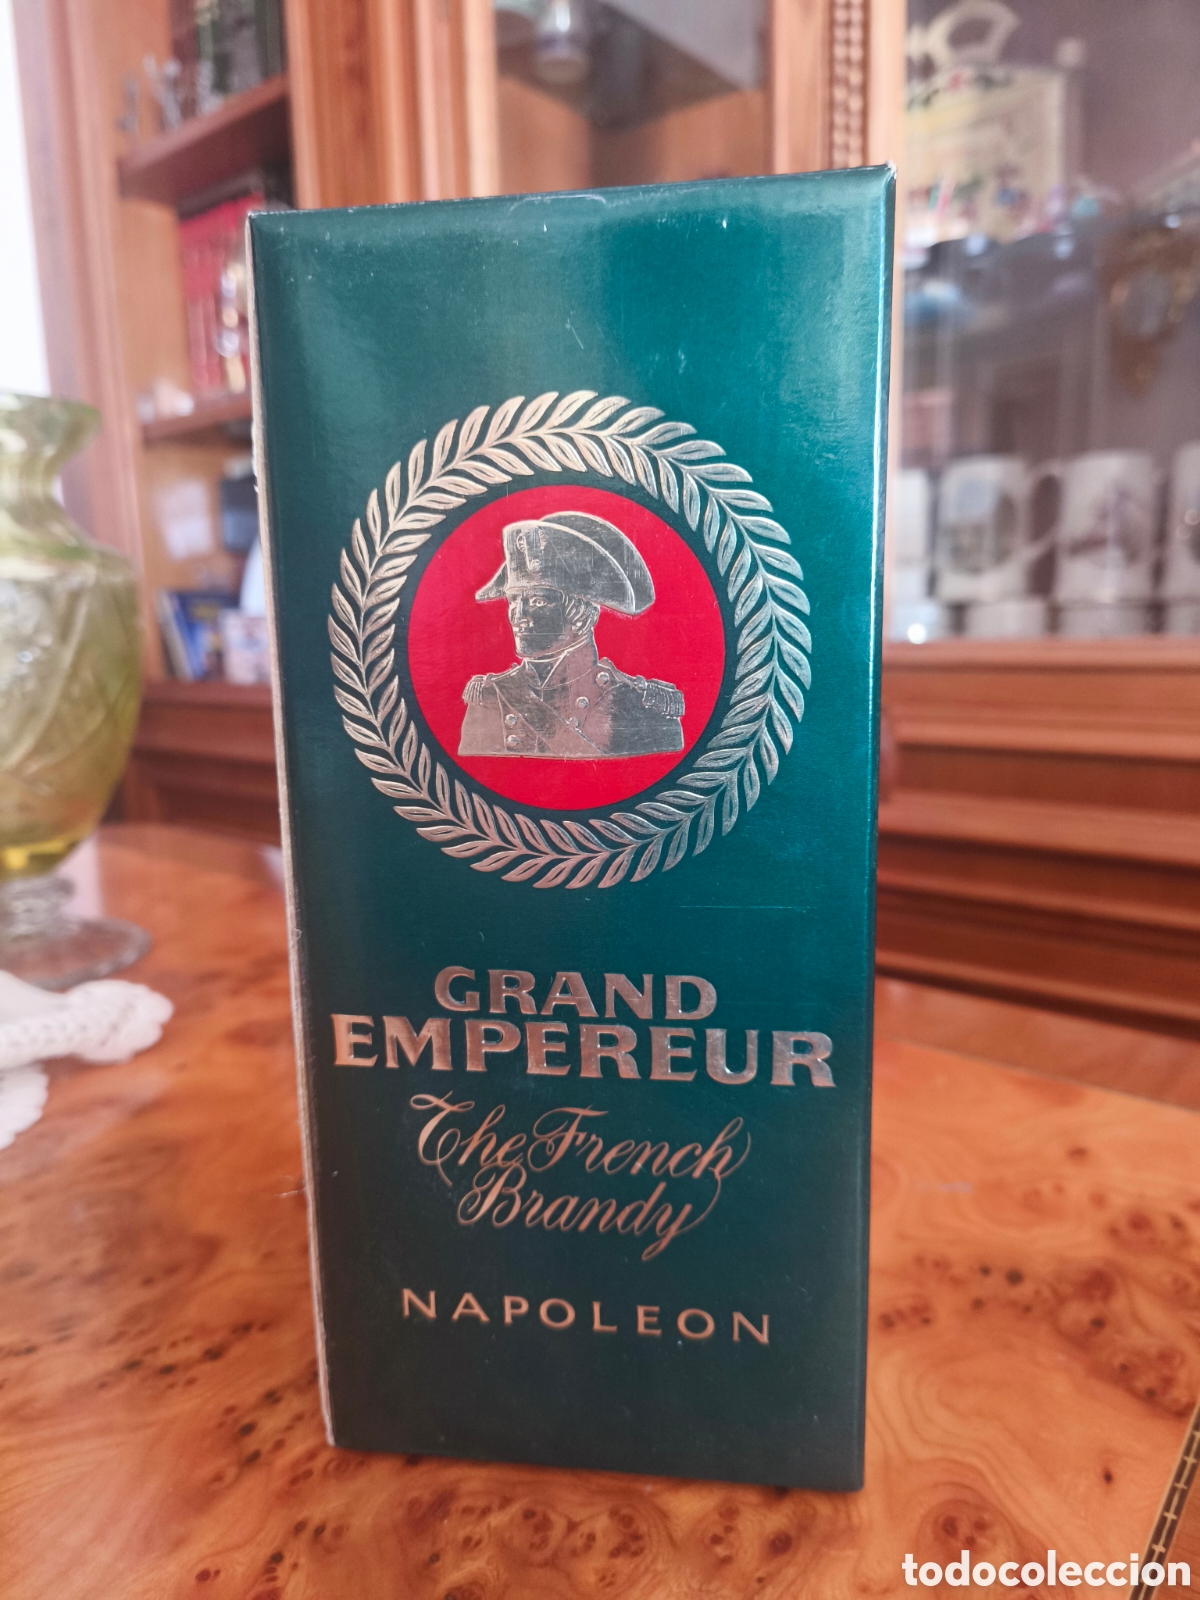 GRAND
EMPEREUR
The French
Brandy
NAPOLEON
todocoleccion